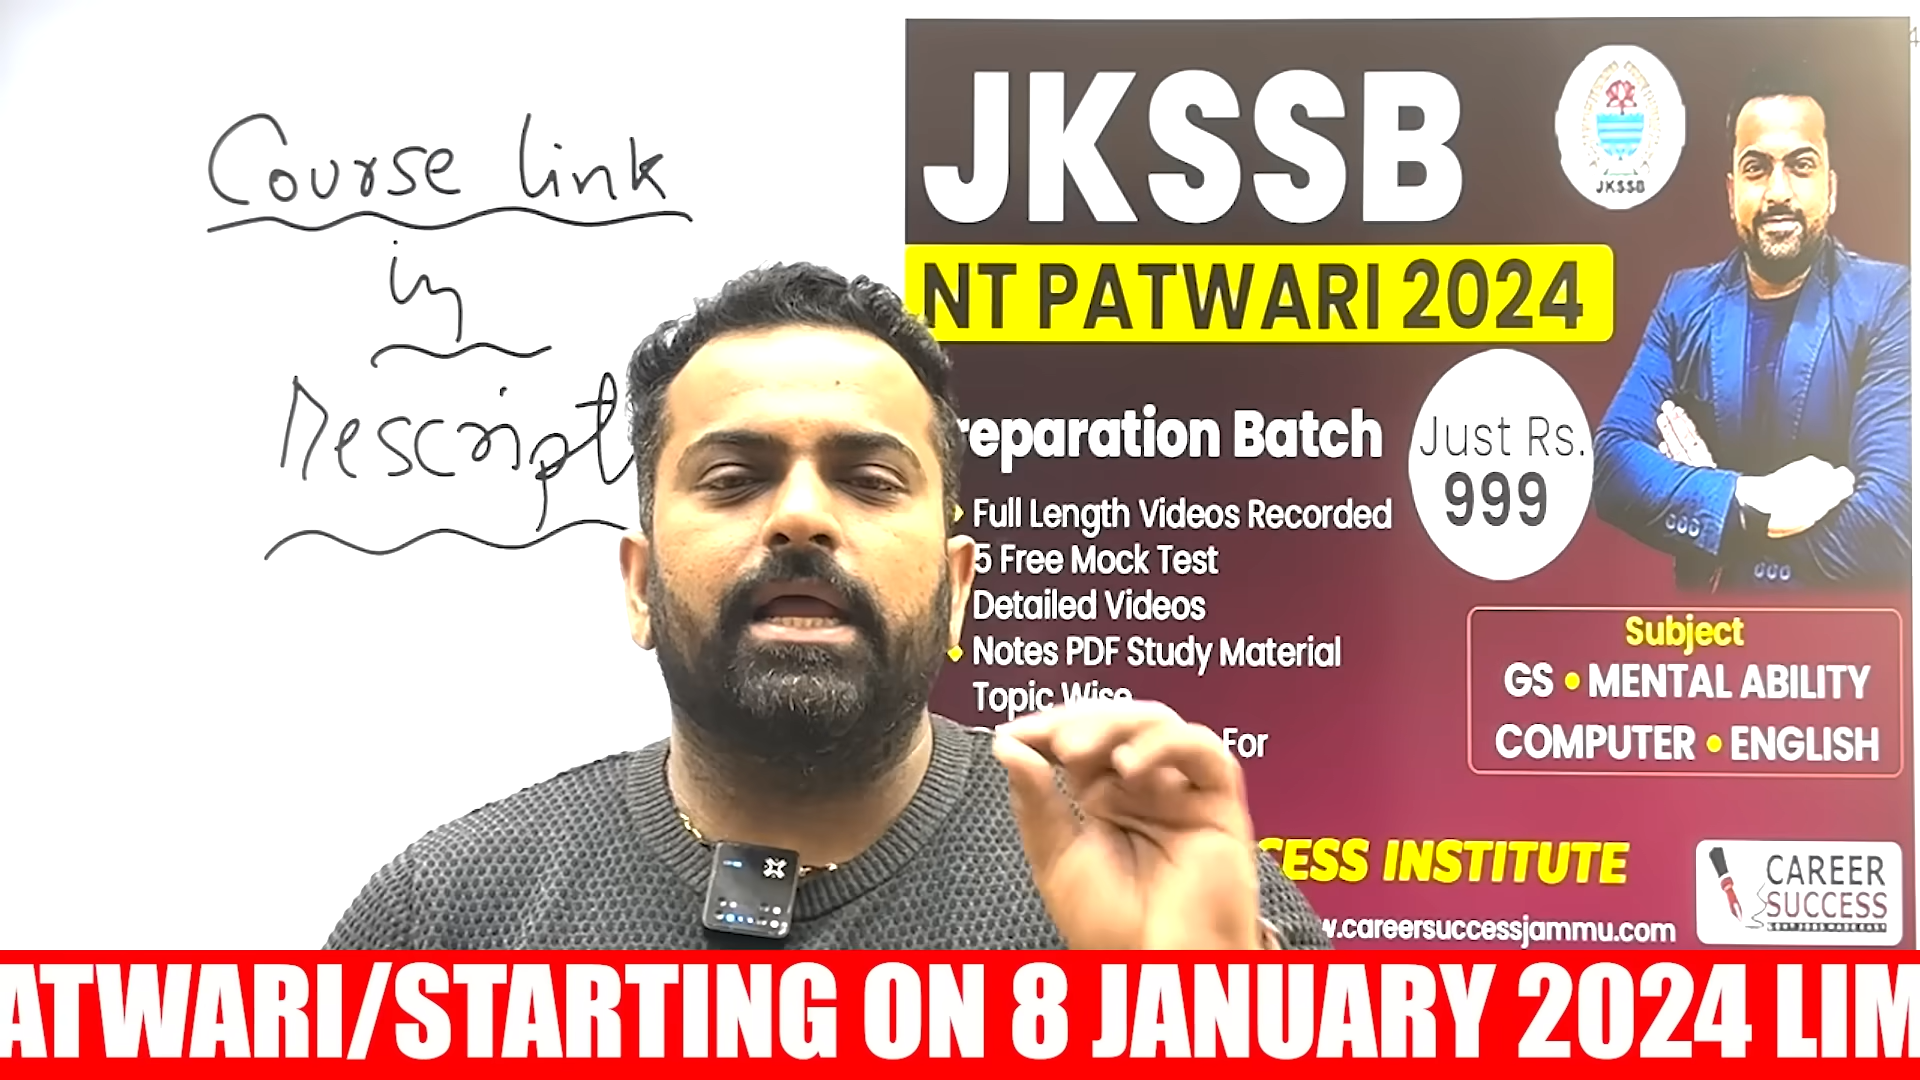 Course link
in
Descript
JKSSB
JKSSB
NT PATWARI 2024
reparation Batch
Just Rs.
999
Full Length Videos Recorded
5 Free Mock Test
Detailed Videos
Notes PDF Study Material
Topic Wise
For
Subject
GS • MENTAL ABILITY
COMPUTER • ENGLISH
CESS INSTITUTE
w.careersuccessjammu.com
CAREER
SUCCESS
ATWARI/STARTING ON 8 JANUARY 2024 LIM